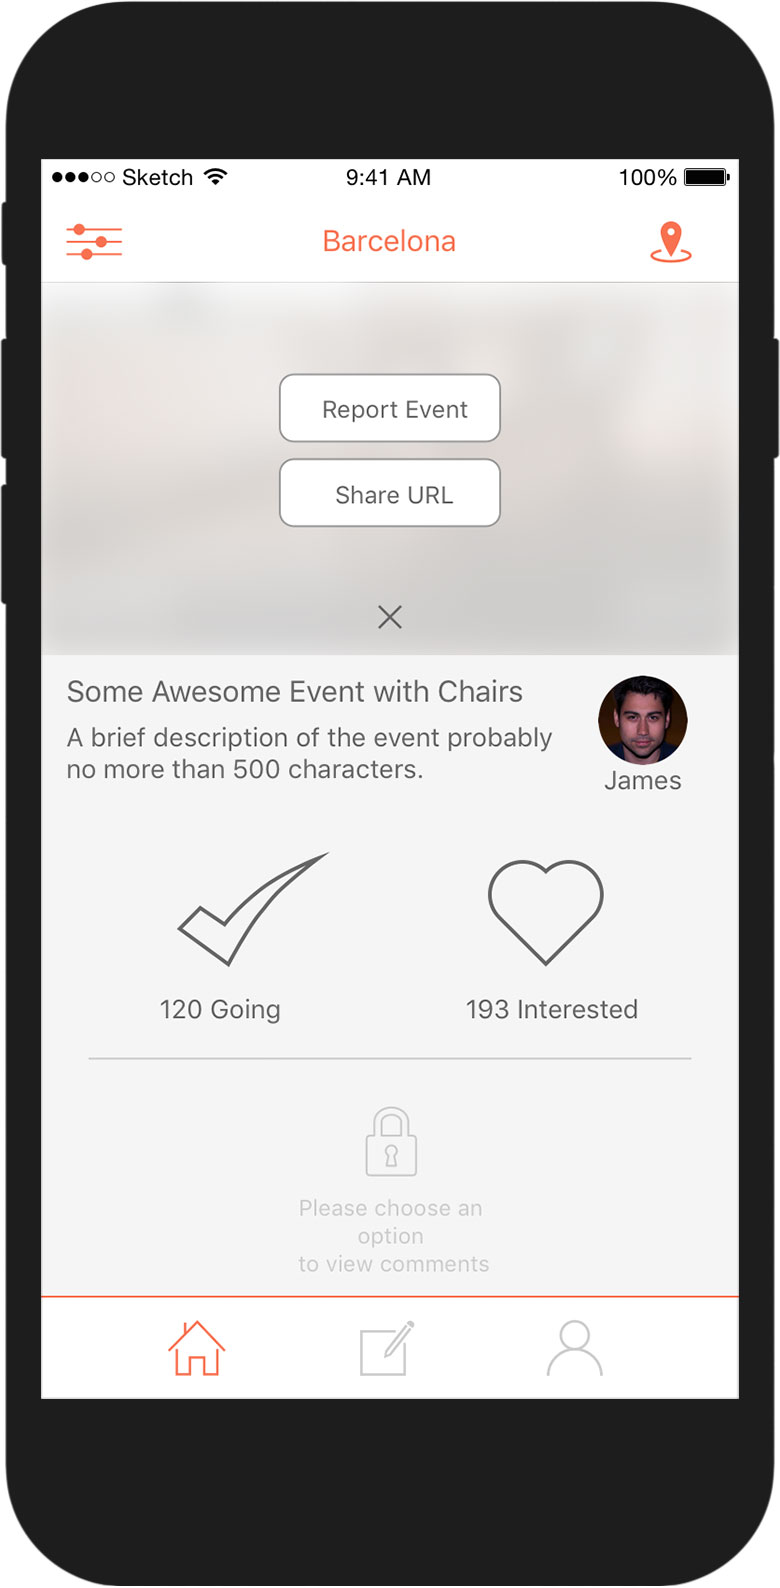 Sketch 9:41 AM 100%
Barcelona
Report Event
Share URL
Some Awesome Event with Chairs
A brief description of the event probably
no more than 500 characters.
James
120 Going 193 Interested
Please choose an
option
to view comments